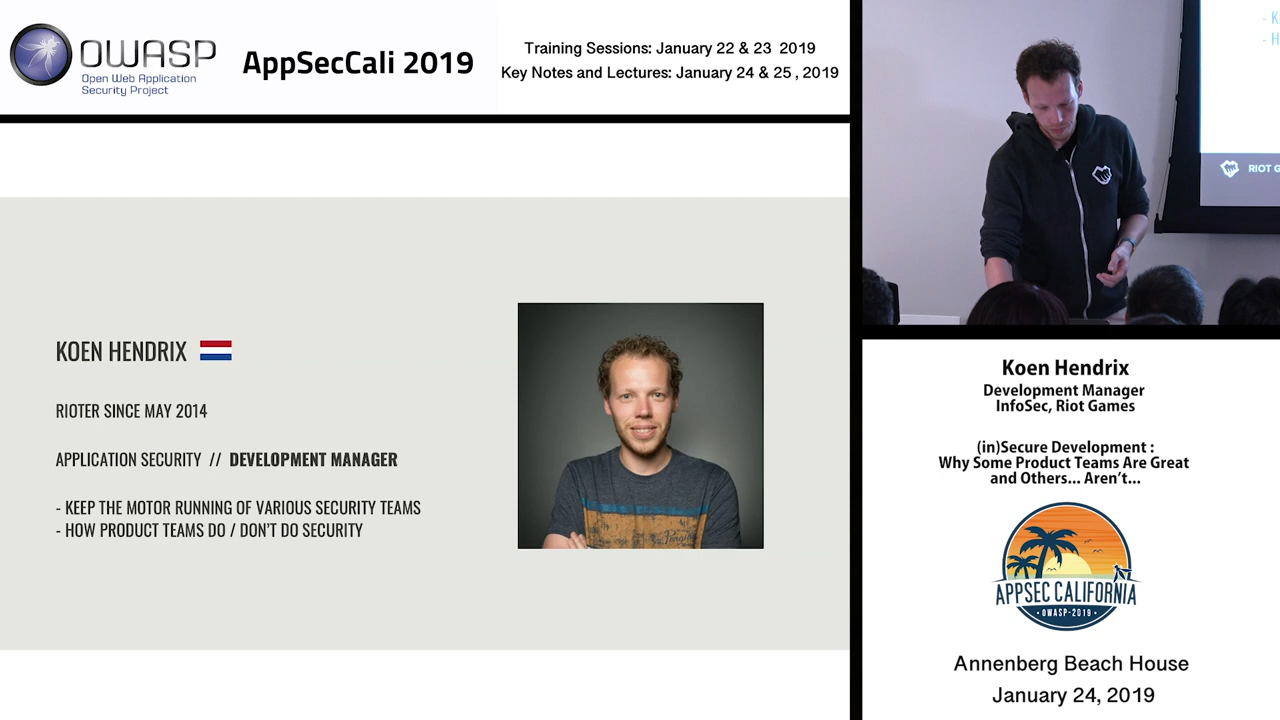 OWASP
Open Web Application
Security Project
AppSecCali 2019
Training Sessions: January 22 & 23 2019
Key Notes and Lectures: January 24 & 25 , 2019
KOEN HENDRIX
RIOTER SINCE MAY 2014
APPLICATION SECURITY // DEVELOPMENT MANAGER
- KEEP THE MOTOR RUNNING OF VARIOUS SECURITY TEAMS
- HOW PRODUCT TEAMS DO / DON'T DO SECURITY
- K
- H
RIOT G
Koen Hendrix
Development Manager
InfoSec, Riot Games
(in)Secure Development :
Why Some Product Teams Are Great
and Others... Aren't...
APPSEC CALIFORNIA
• OWASP-2019 •
Annenberg Beach House
January 24, 2019